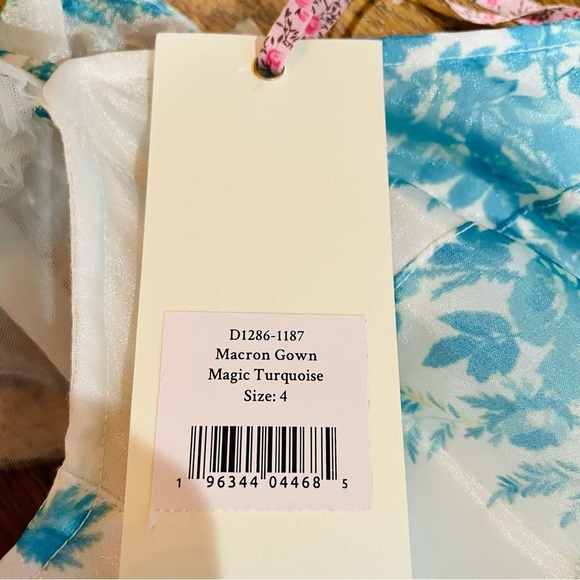 D1286-1187
Macron Gown
Magic Turquoise
Size: 4
1 96344 04468 5